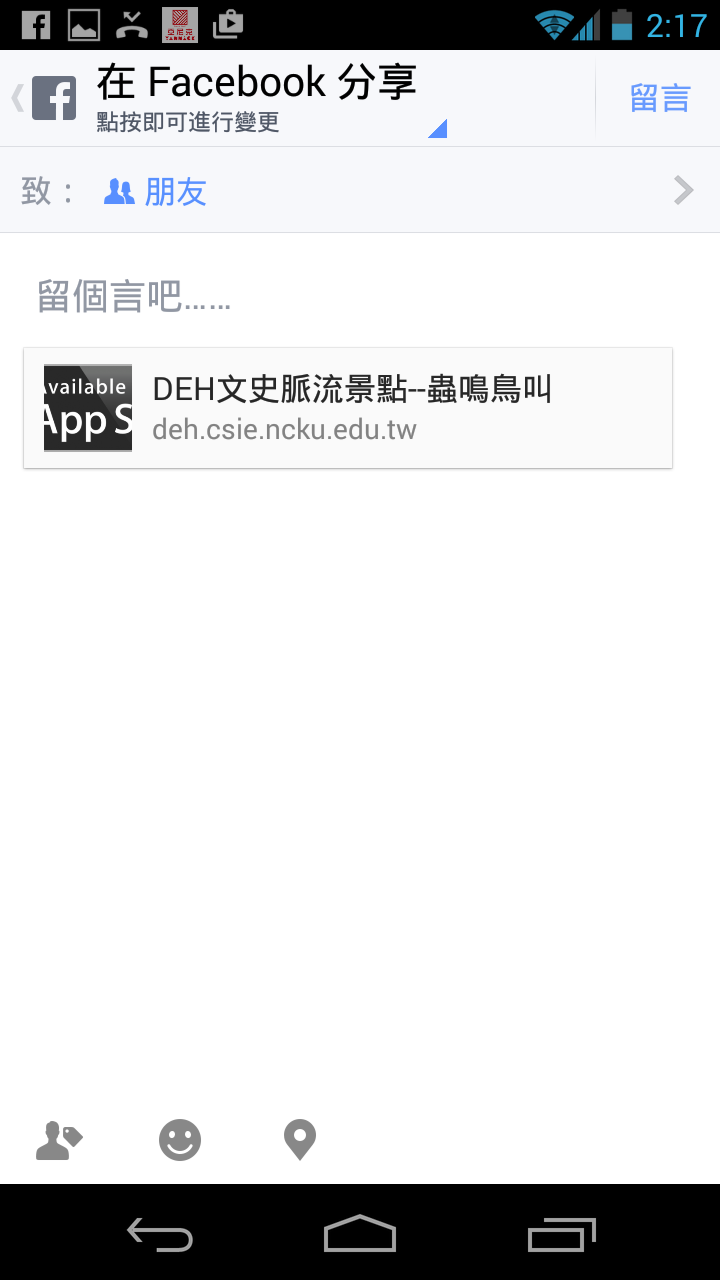 2:17
在 Facebook 分享
點按即可進行變更
留言
致：
朋友
留個言吧……
Available
App S
DEH文史脈流景點--蟲鳴鳥叫
deh.csie.ncku.edu.tw